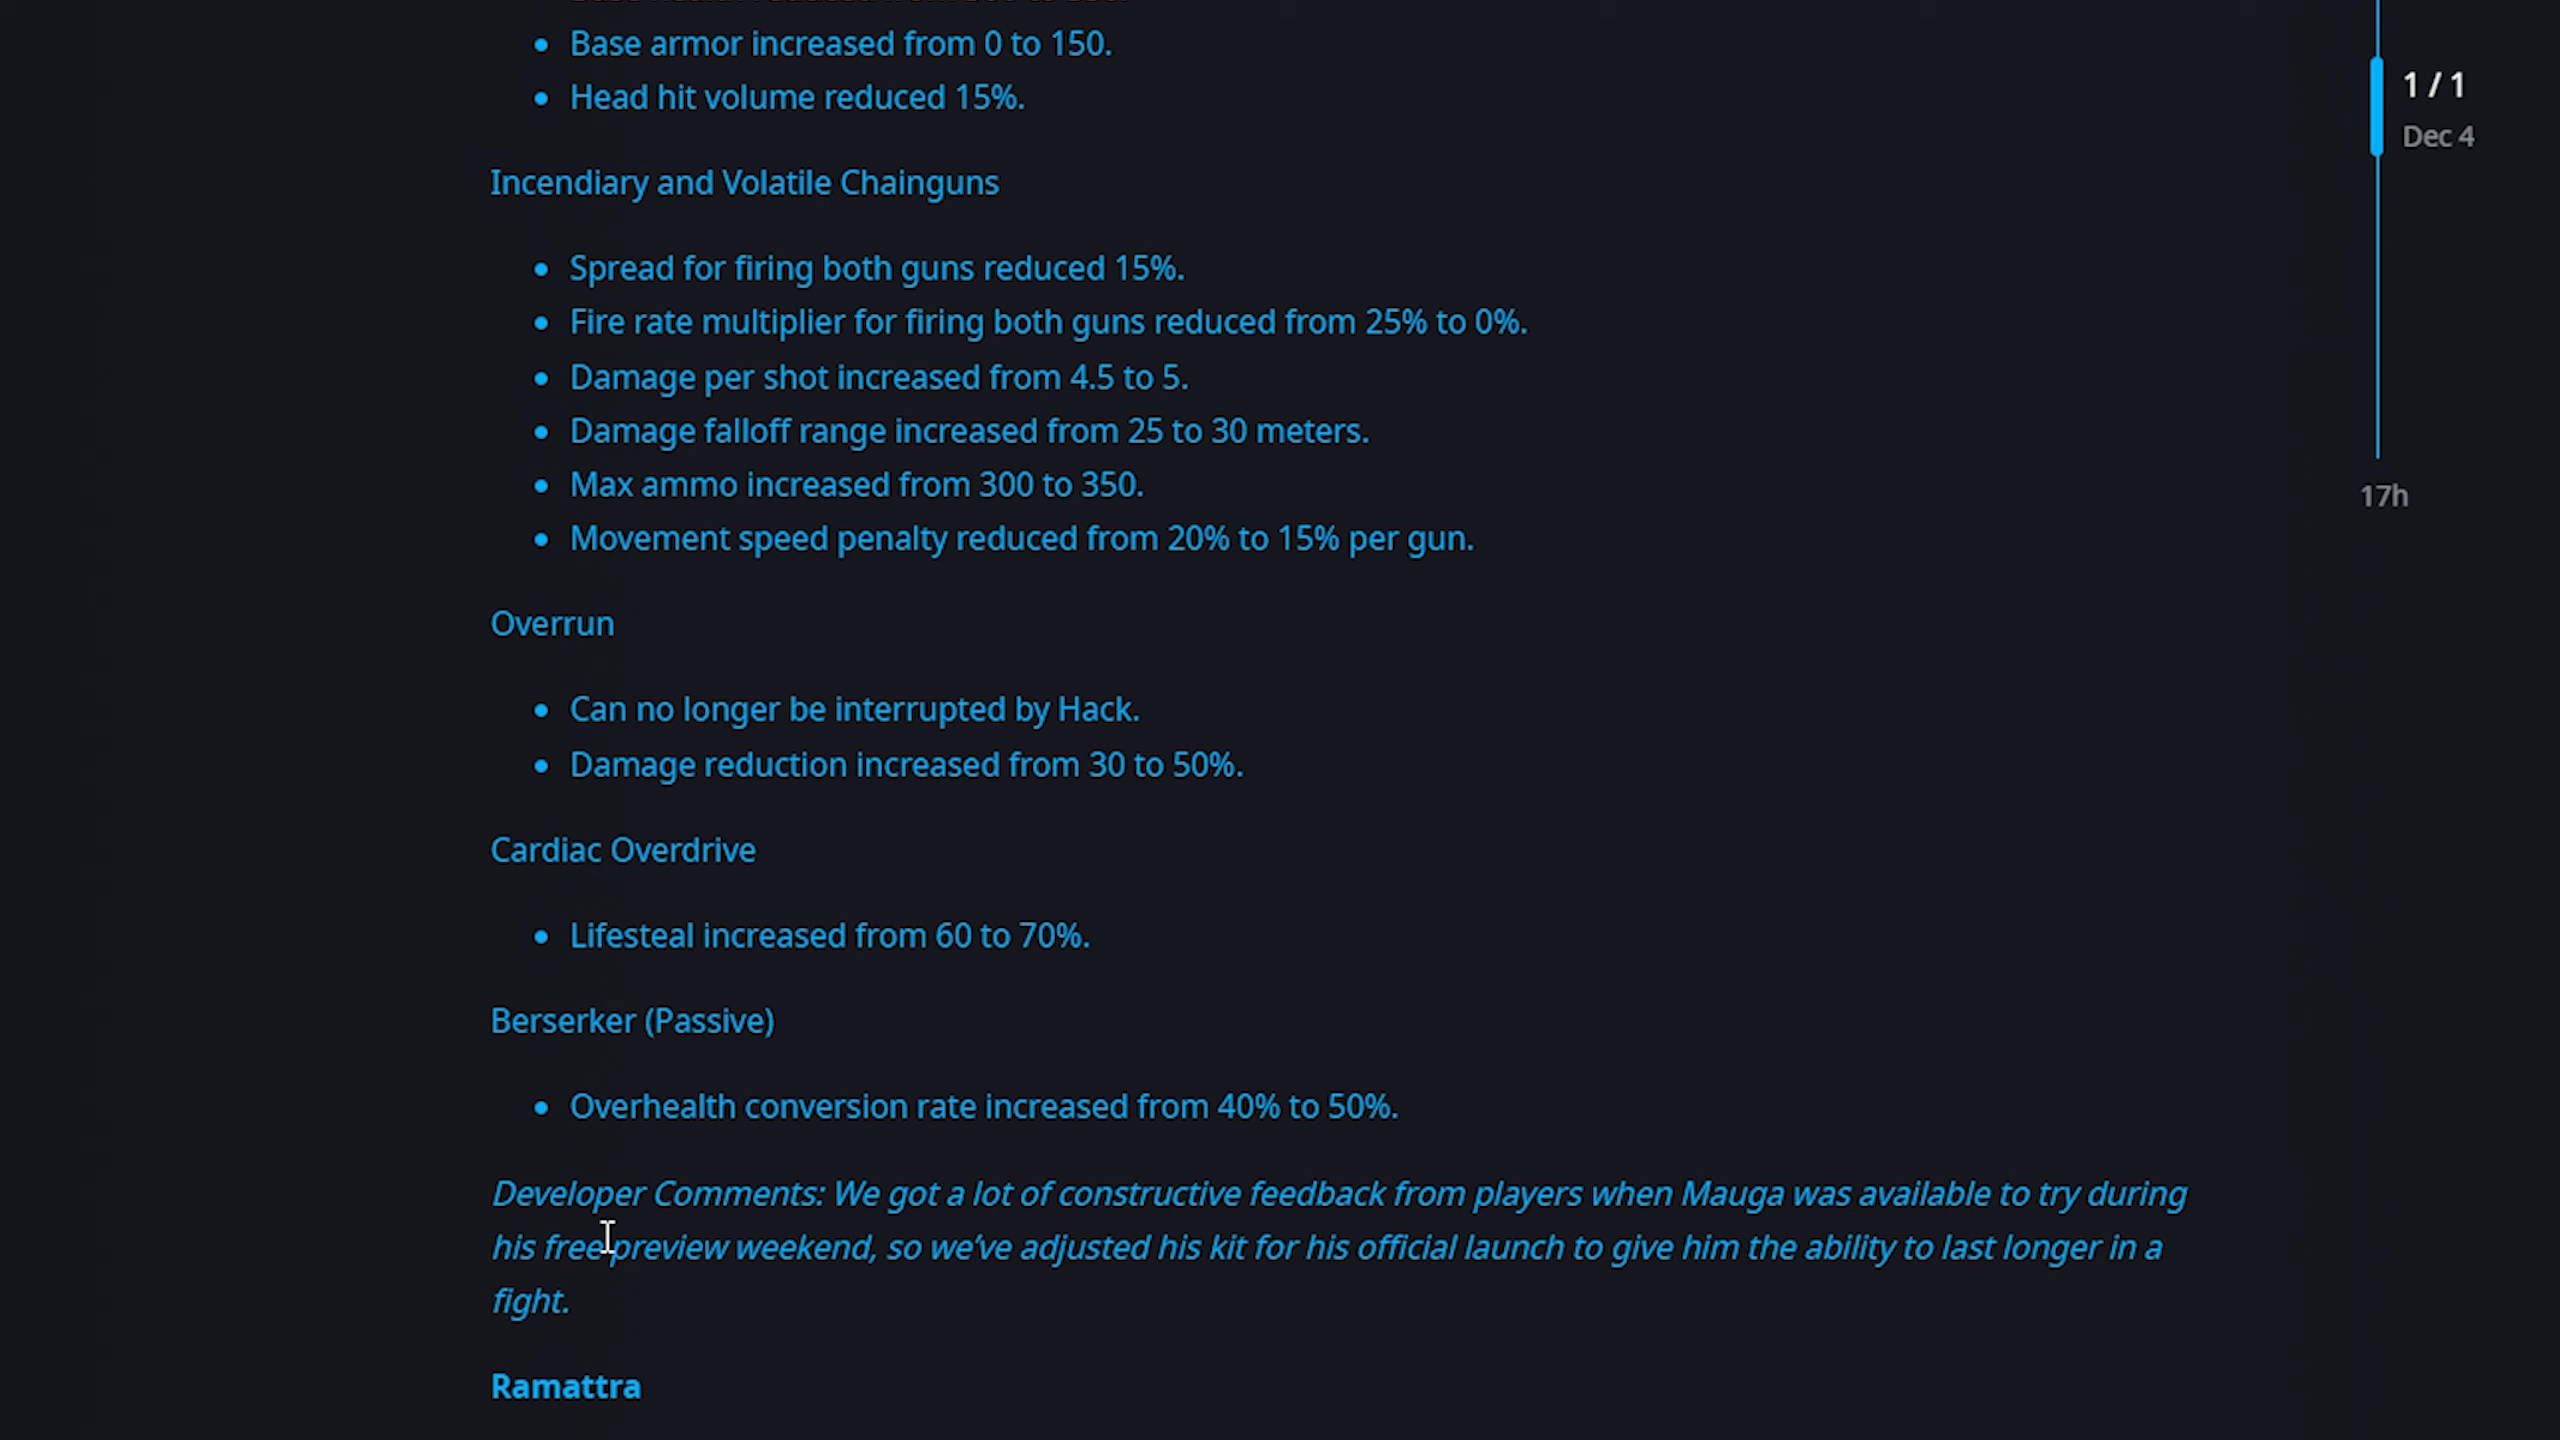 Base armor increased from 0 to 150.
Head hit volume reduced 15%.
Incendiary and Volatile Chainguns
Spread for firing both guns reduced 15%.
Fire rate multiplier for firing both guns reduced from 25% to 0%.
Damage per shot increased from 4.5 to 5.
Damage falloff range increased from 25 to 30 meters.
Max ammo increased from 300 to 350.
Movement speed penalty reduced from 20% to 15% per gun.
Overrun
Can no longer be interrupted by Hack.
Damage reduction increased from 30 to 50%.
Cardiac Overdrive
Lifesteal increased from 60 to 70%.
Berserker (Passive)
Overhealth conversion rate increased from 40% to 50%.
Developer Comments: We got a lot of constructive feedback from players when Mauga was available to try during
his free preview weekend, so we’ve adjusted his kit for his official launch to give him the ability to last longer in a
fight.
Ramattra
1 / 1
Dec 4
17h